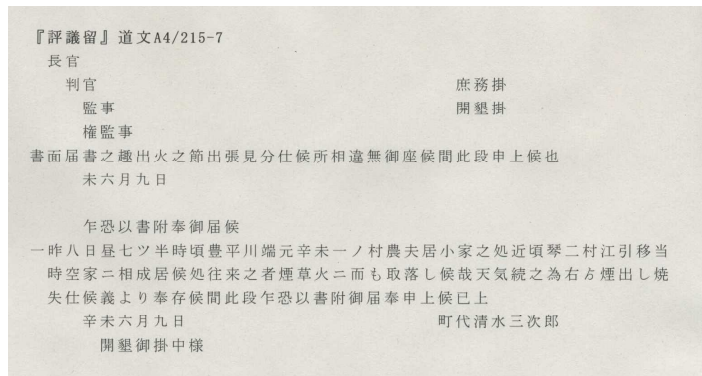 『評議留』道文A4/215-7
長官
判官 庶務掛
監事 開墾掛
権監事
書面届書之趣出火之節出張見分仕候所相違無御座候間此段申上候也
未六月九日
乍恐以書附奉御届候
一昨八日昼七ツ半時頃豊平川端元辛未一ノ村農夫居小家之処近頃琴二村江引移当
時空家ニ相成居候処往来之者煙草火ニ而も取落し候哉天気続之為右ゟ煙出し焼
失仕候義より奉存候間此段乍恐以書附御届奉申上候已上
辛未六月九日 町代清水三次郎
開墾御掛中様